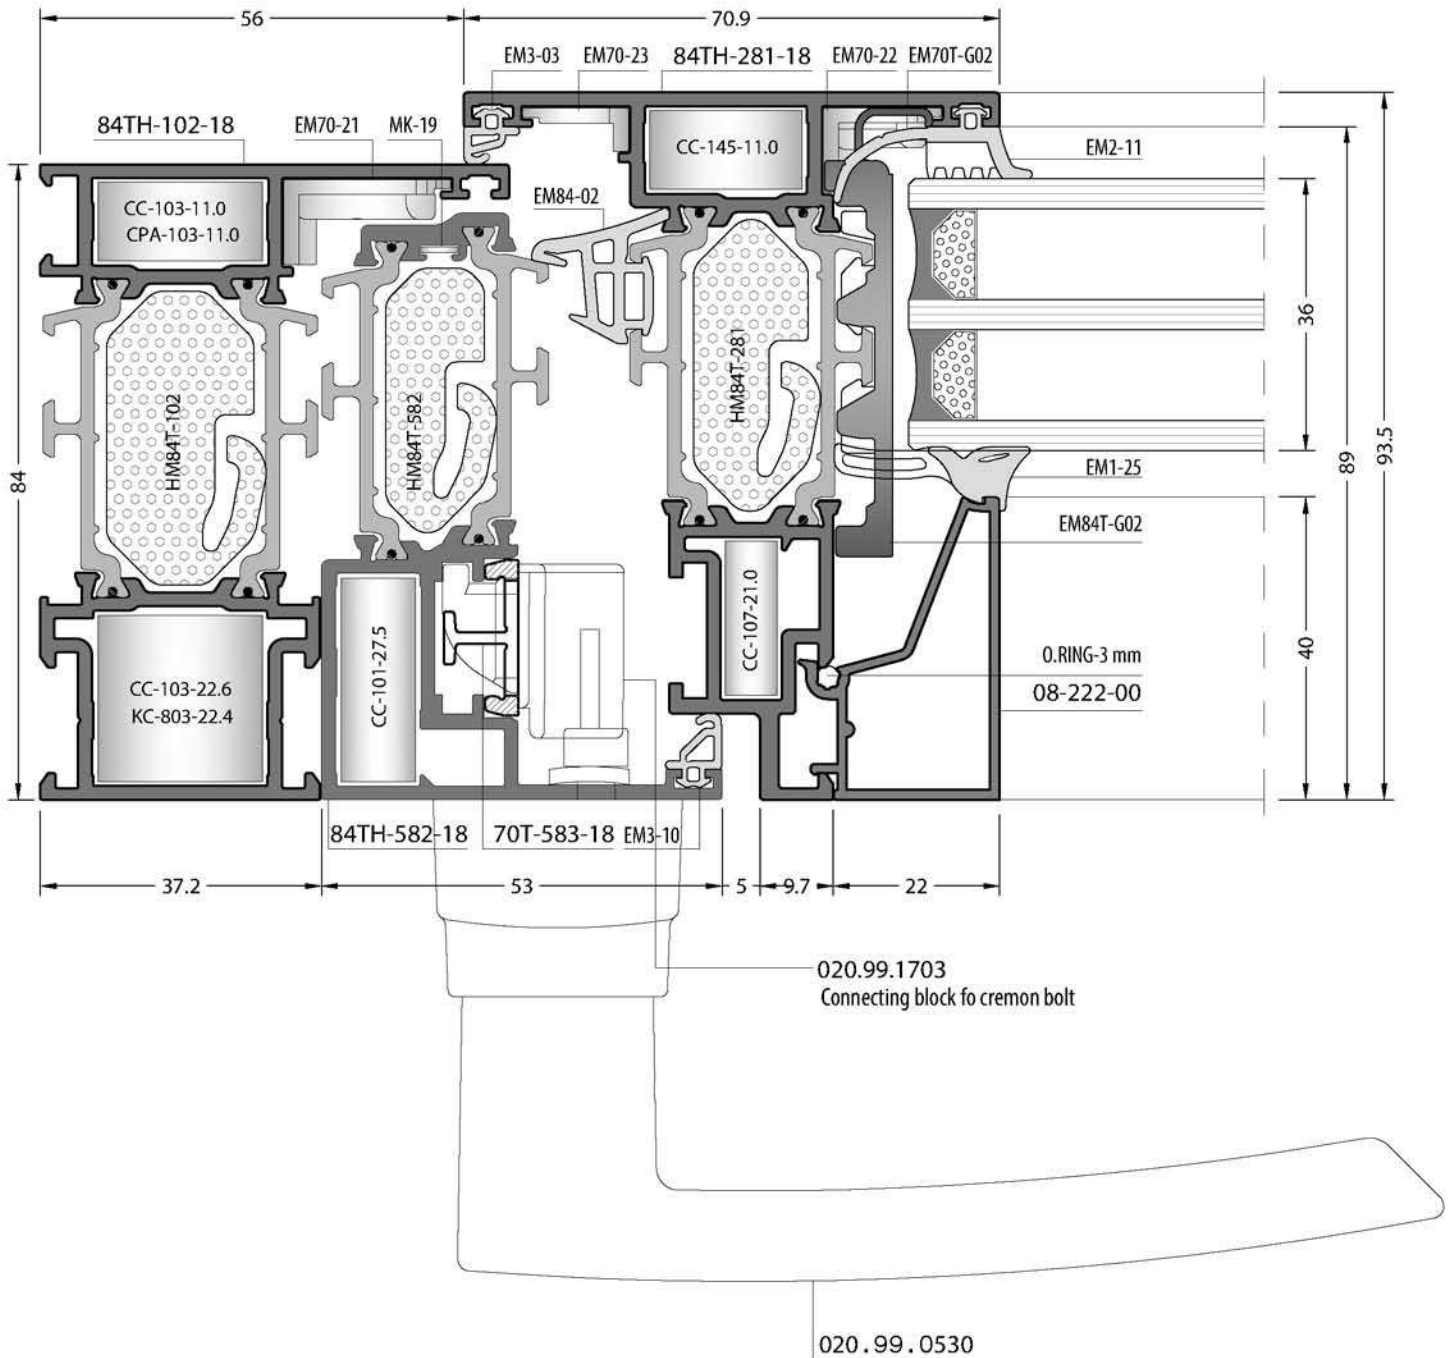 56
70.9
EM3-03
EM70-23
84TH-281-18
EM70-22
EM70T-G02
84TH-102-18
EM70-21
MK-19
CC-145-11.0
EM2-11
CC-103-11.0
CPA-103-11.0
EM84-02
HM84T-102
HM84T-582
HM84T-281
36
84
89
93.5
EM1-25
EM84T-G02
CC-101-27.5
CC-107-21.0
40
O.RING-3 mm
08-222-00
CC-103-22.6
KC-803-22.4
84TH-582-18
70T-583-18
EM3-10
37.2
53
5
9.7
22
020.99.1703
Connecting block fo cremon bolt
020.99.0530